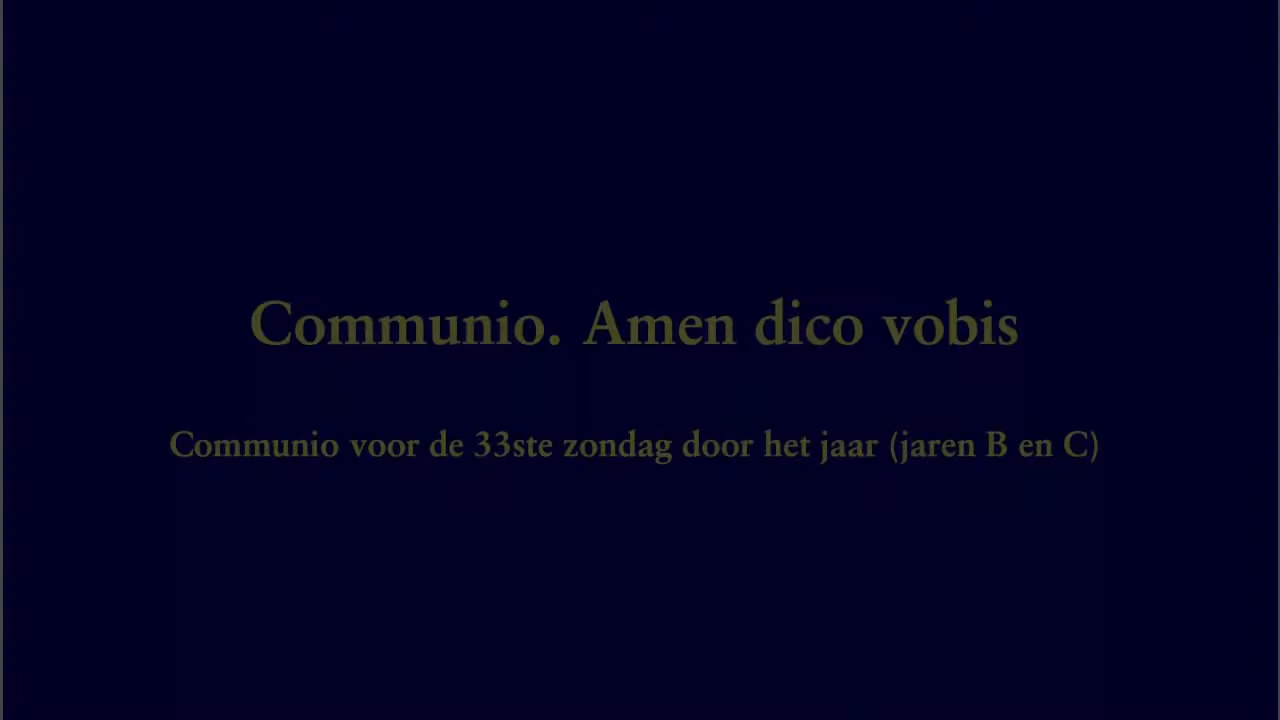 Communio. Amen dico vobis
Communio voor de 33ste zondag door het jaar (jaren B en C)